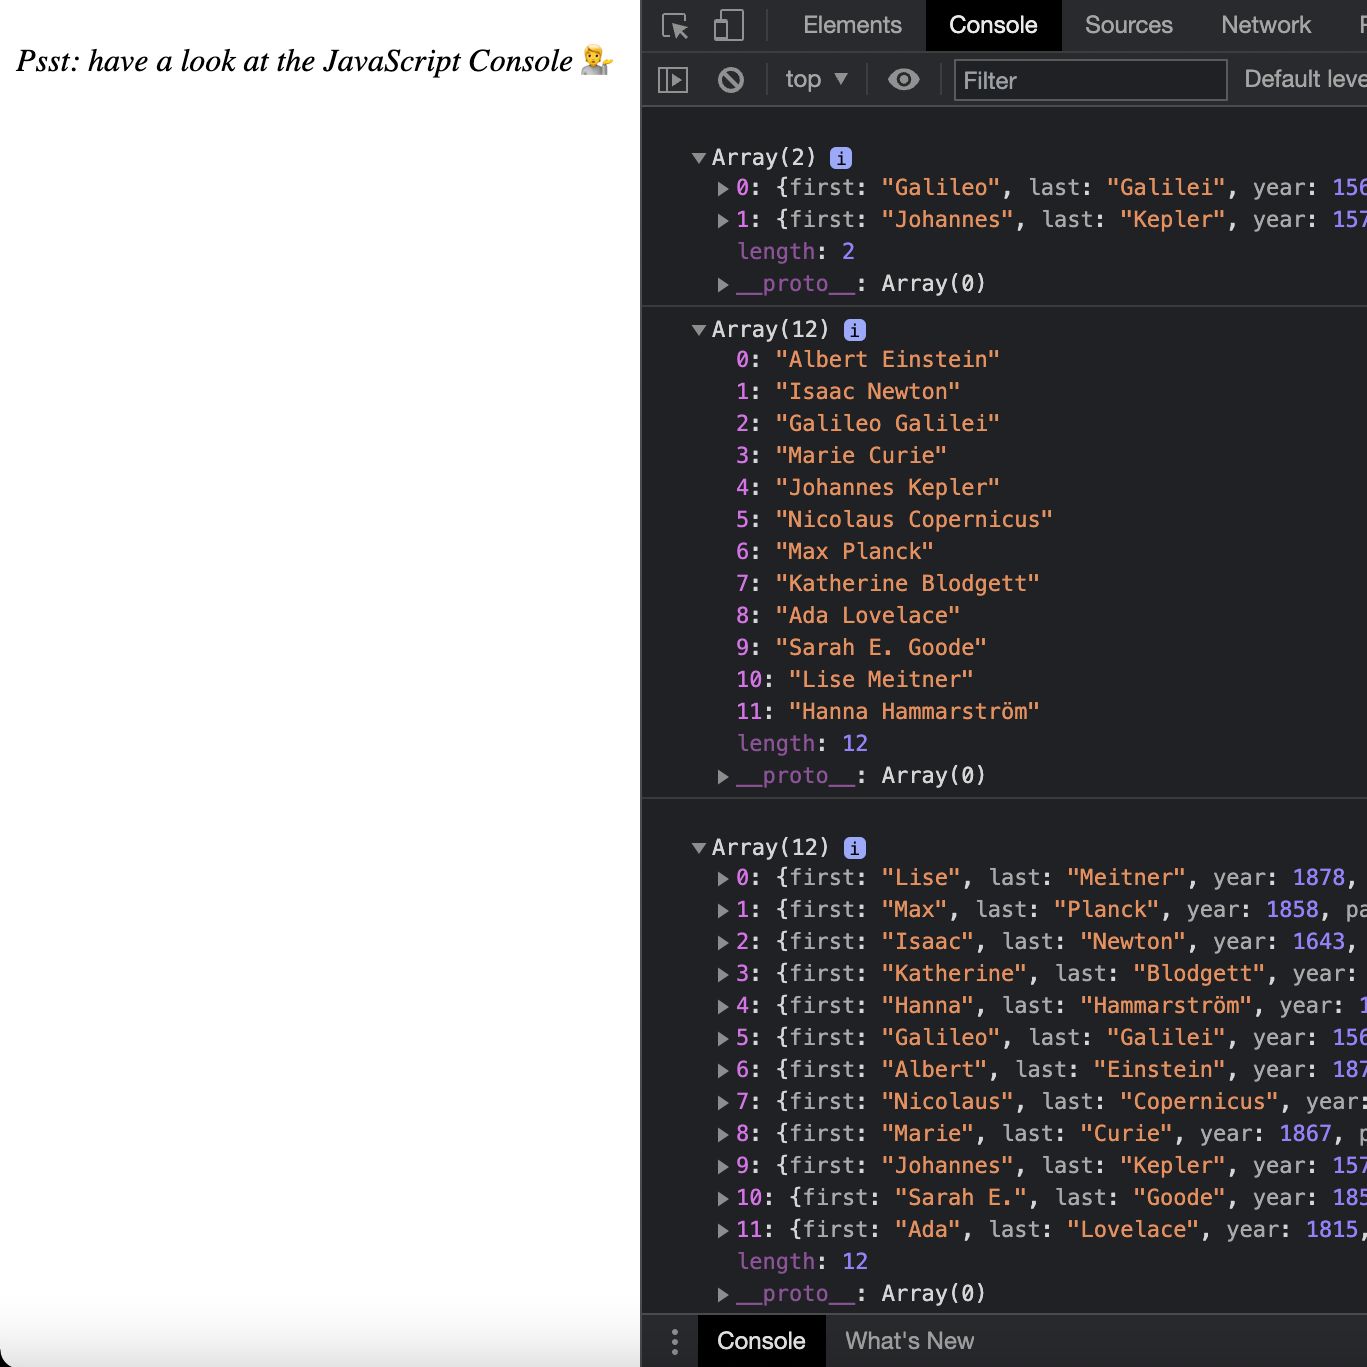 Psst: have a look at the JavaScript Console 💁
Elements Console Sources Network
top ▼ Filter Default leve
▼Array(2) i
▶0: {first: "Galileo", last: "Galilei", year: 156
▶1: {first: "Johannes", last: "Kepler", year: 157
length: 2
▶__proto__: Array(0)
▼Array(12) i
0: "Albert Einstein"
1: "Isaac Newton"
2: "Galileo Galilei"
3: "Marie Curie"
4: "Johannes Kepler"
5: "Nicolaus Copernicus"
6: "Max Planck"
7: "Katherine Blodgett"
8: "Ada Lovelace"
9: "Sarah E. Goode"
10: "Lise Meitner"
11: "Hanna Hammarström"
length: 12
▶__proto__: Array(0)
▼Array(12) i
▶0: {first: "Lise", last: "Meitner", year: 1878,
▶1: {first: "Max", last: "Planck", year: 1858, pa
▶2: {first: "Isaac", last: "Newton", year: 1643,
▶3: {first: "Katherine", last: "Blodgett", year:
▶4: {first: "Hanna", last: "Hammarström", year: 1
▶5: {first: "Galileo", last: "Galilei", year: 156
▶6: {first: "Albert", last: "Einstein", year: 187
▶7: {first: "Nicolaus", last: "Copernicus", year:
▶8: {first: "Marie", last: "Curie", year: 1867, p
▶9: {first: "Johannes", last: "Kepler", year: 157
▶10: {first: "Sarah E.", last: "Goode", year: 185
▶11: {first: "Ada", last: "Lovelace", year: 1815,
length: 12
▶__proto__: Array(0)
Console What's New